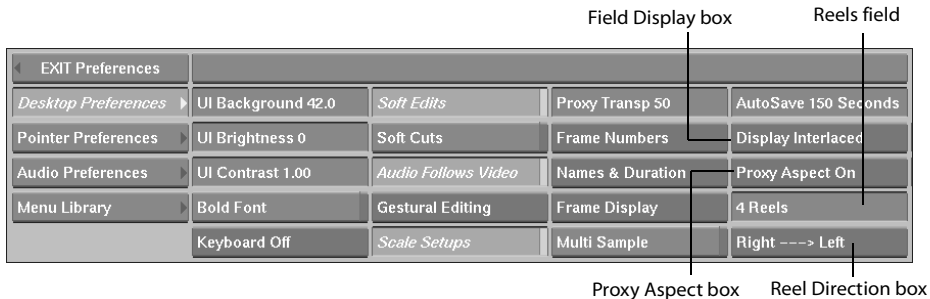 Field Display box Reels field
EXIT Preferences
Desktop Preferences UI Background 42.0 Soft Edits Proxy Transp 50 AutoSave 150 Seconds
Pointer Preferences UI Brightness 0 Soft Cuts Frame Numbers Display Interlaced
Audio Preferences UI Contrast 1.00 Audio Follows Video Names & Duration Proxy Aspect On
Menu Library Bold Font Gestural Editing Frame Display 4 Reels
Keyboard Off Scale Setups Multi Sample Right ---> Left
Proxy Aspect box Reel Direction box